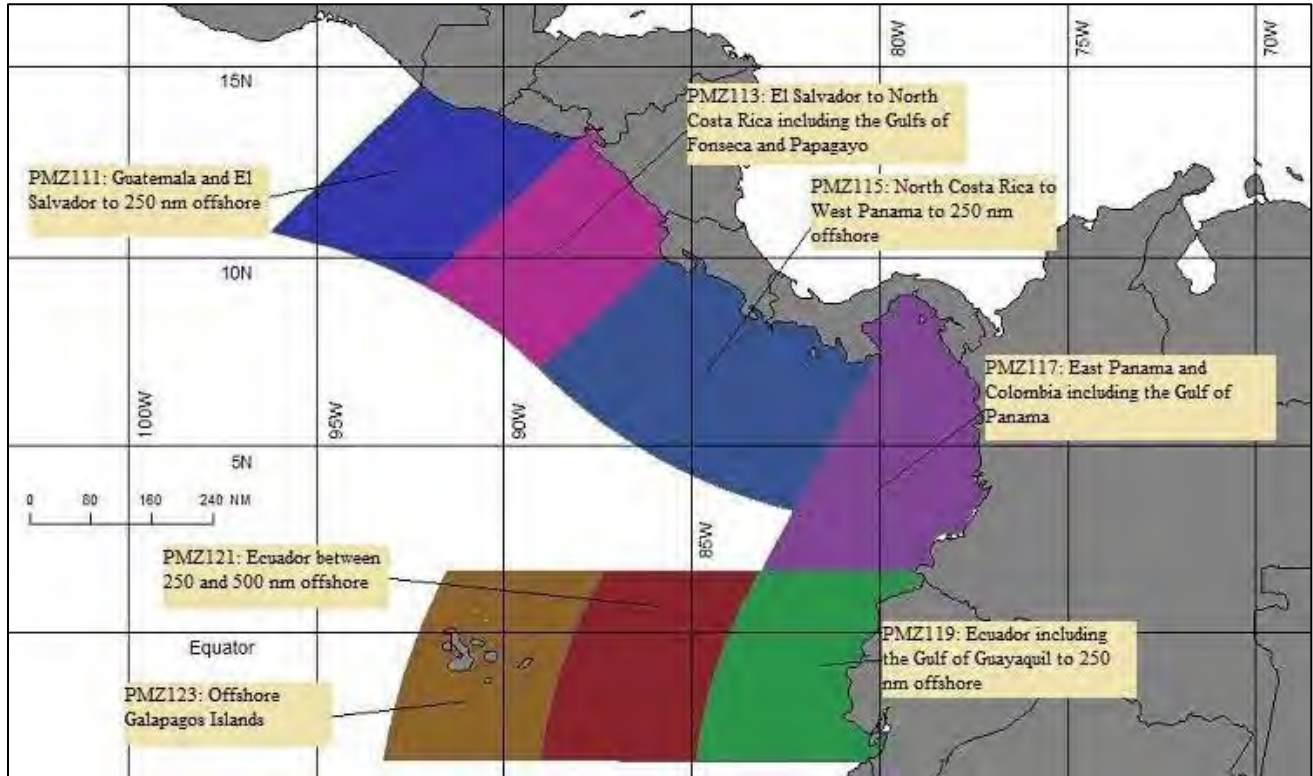 80W
75W
70W
15N
PMZ113: El Salvador to North
Costa Rica including the Gulfs of
Fonseca and Papagayo
PMZ111: Guatemala and El
Salvador to 250 nm offshore
PMZ115: North Costa Rica to
West Panama to 250 nm
offshore
10N
PMZ117: East Panama and
Colombia including the Gulf of
Panama
100W
95W
90W
5N
0 80 160 240 NM
85W
PMZ121: Ecuador between
250 and 500 nm offshore
Equator
PMZ119: Ecuador including
the Gulf of Guayaquil to 250
nm offshore
PMZ123: Offshore
Galapagos Islands